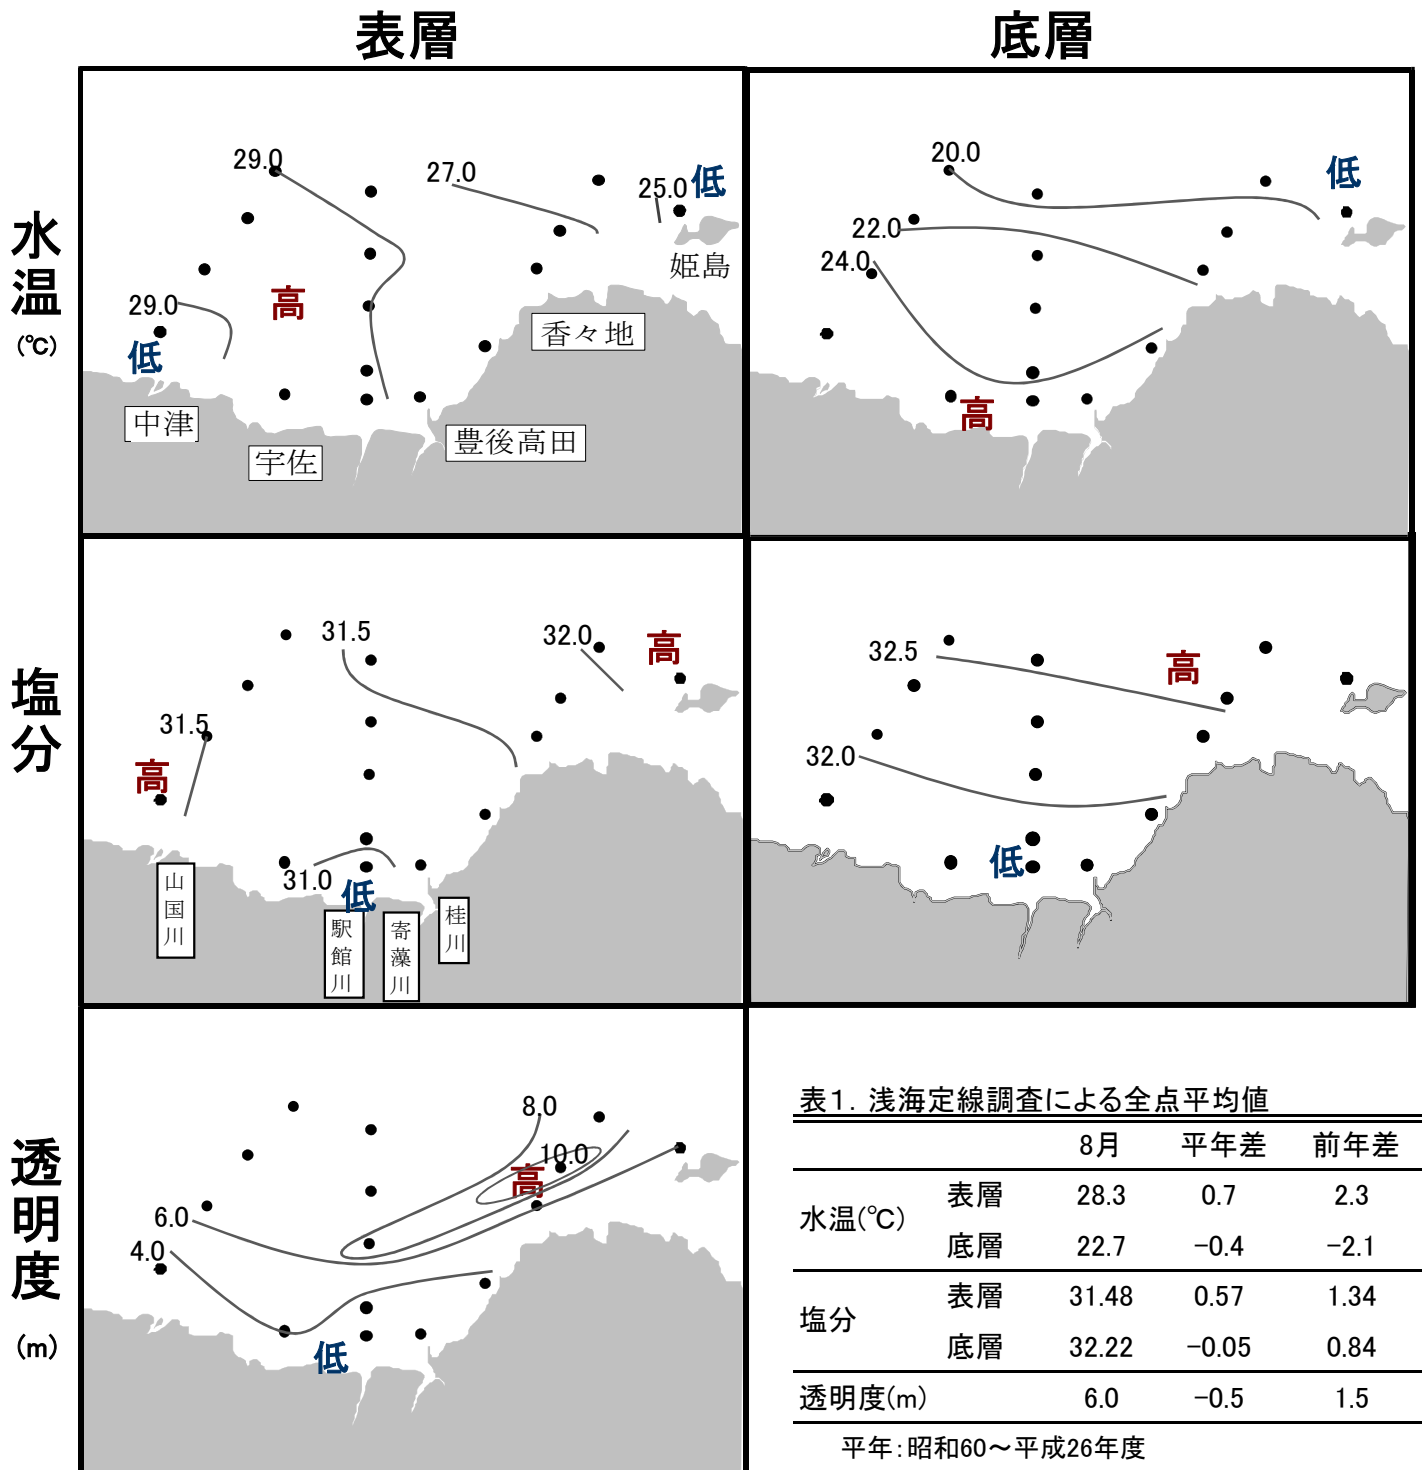 表層
底層
水温
(℃)
29.0
27.0
25.0
低
姫島
高
29.0
低
香々地
中津
宇佐
豊後高田
20.0
低
22.0
24.0
高
塩分
31.5
32.0
高
31.5
高
31.0
低
山国川
駅館川
寄藻川
桂川
32.5
高
32.0
低
透明度
(m)
8.0
10.0
高
6.0
4.0
低
表1. 浅海定線調査による全点平均値
8月 平年差 前年差
水温(℃) 表層 28.3 0.7 2.3
底層 22.7 -0.4 -2.1
塩分 表層 31.48 0.57 1.34
底層 32.22 -0.05 0.84
透明度(m) 6.0 -0.5 1.5
平年:昭和60~平成26年度